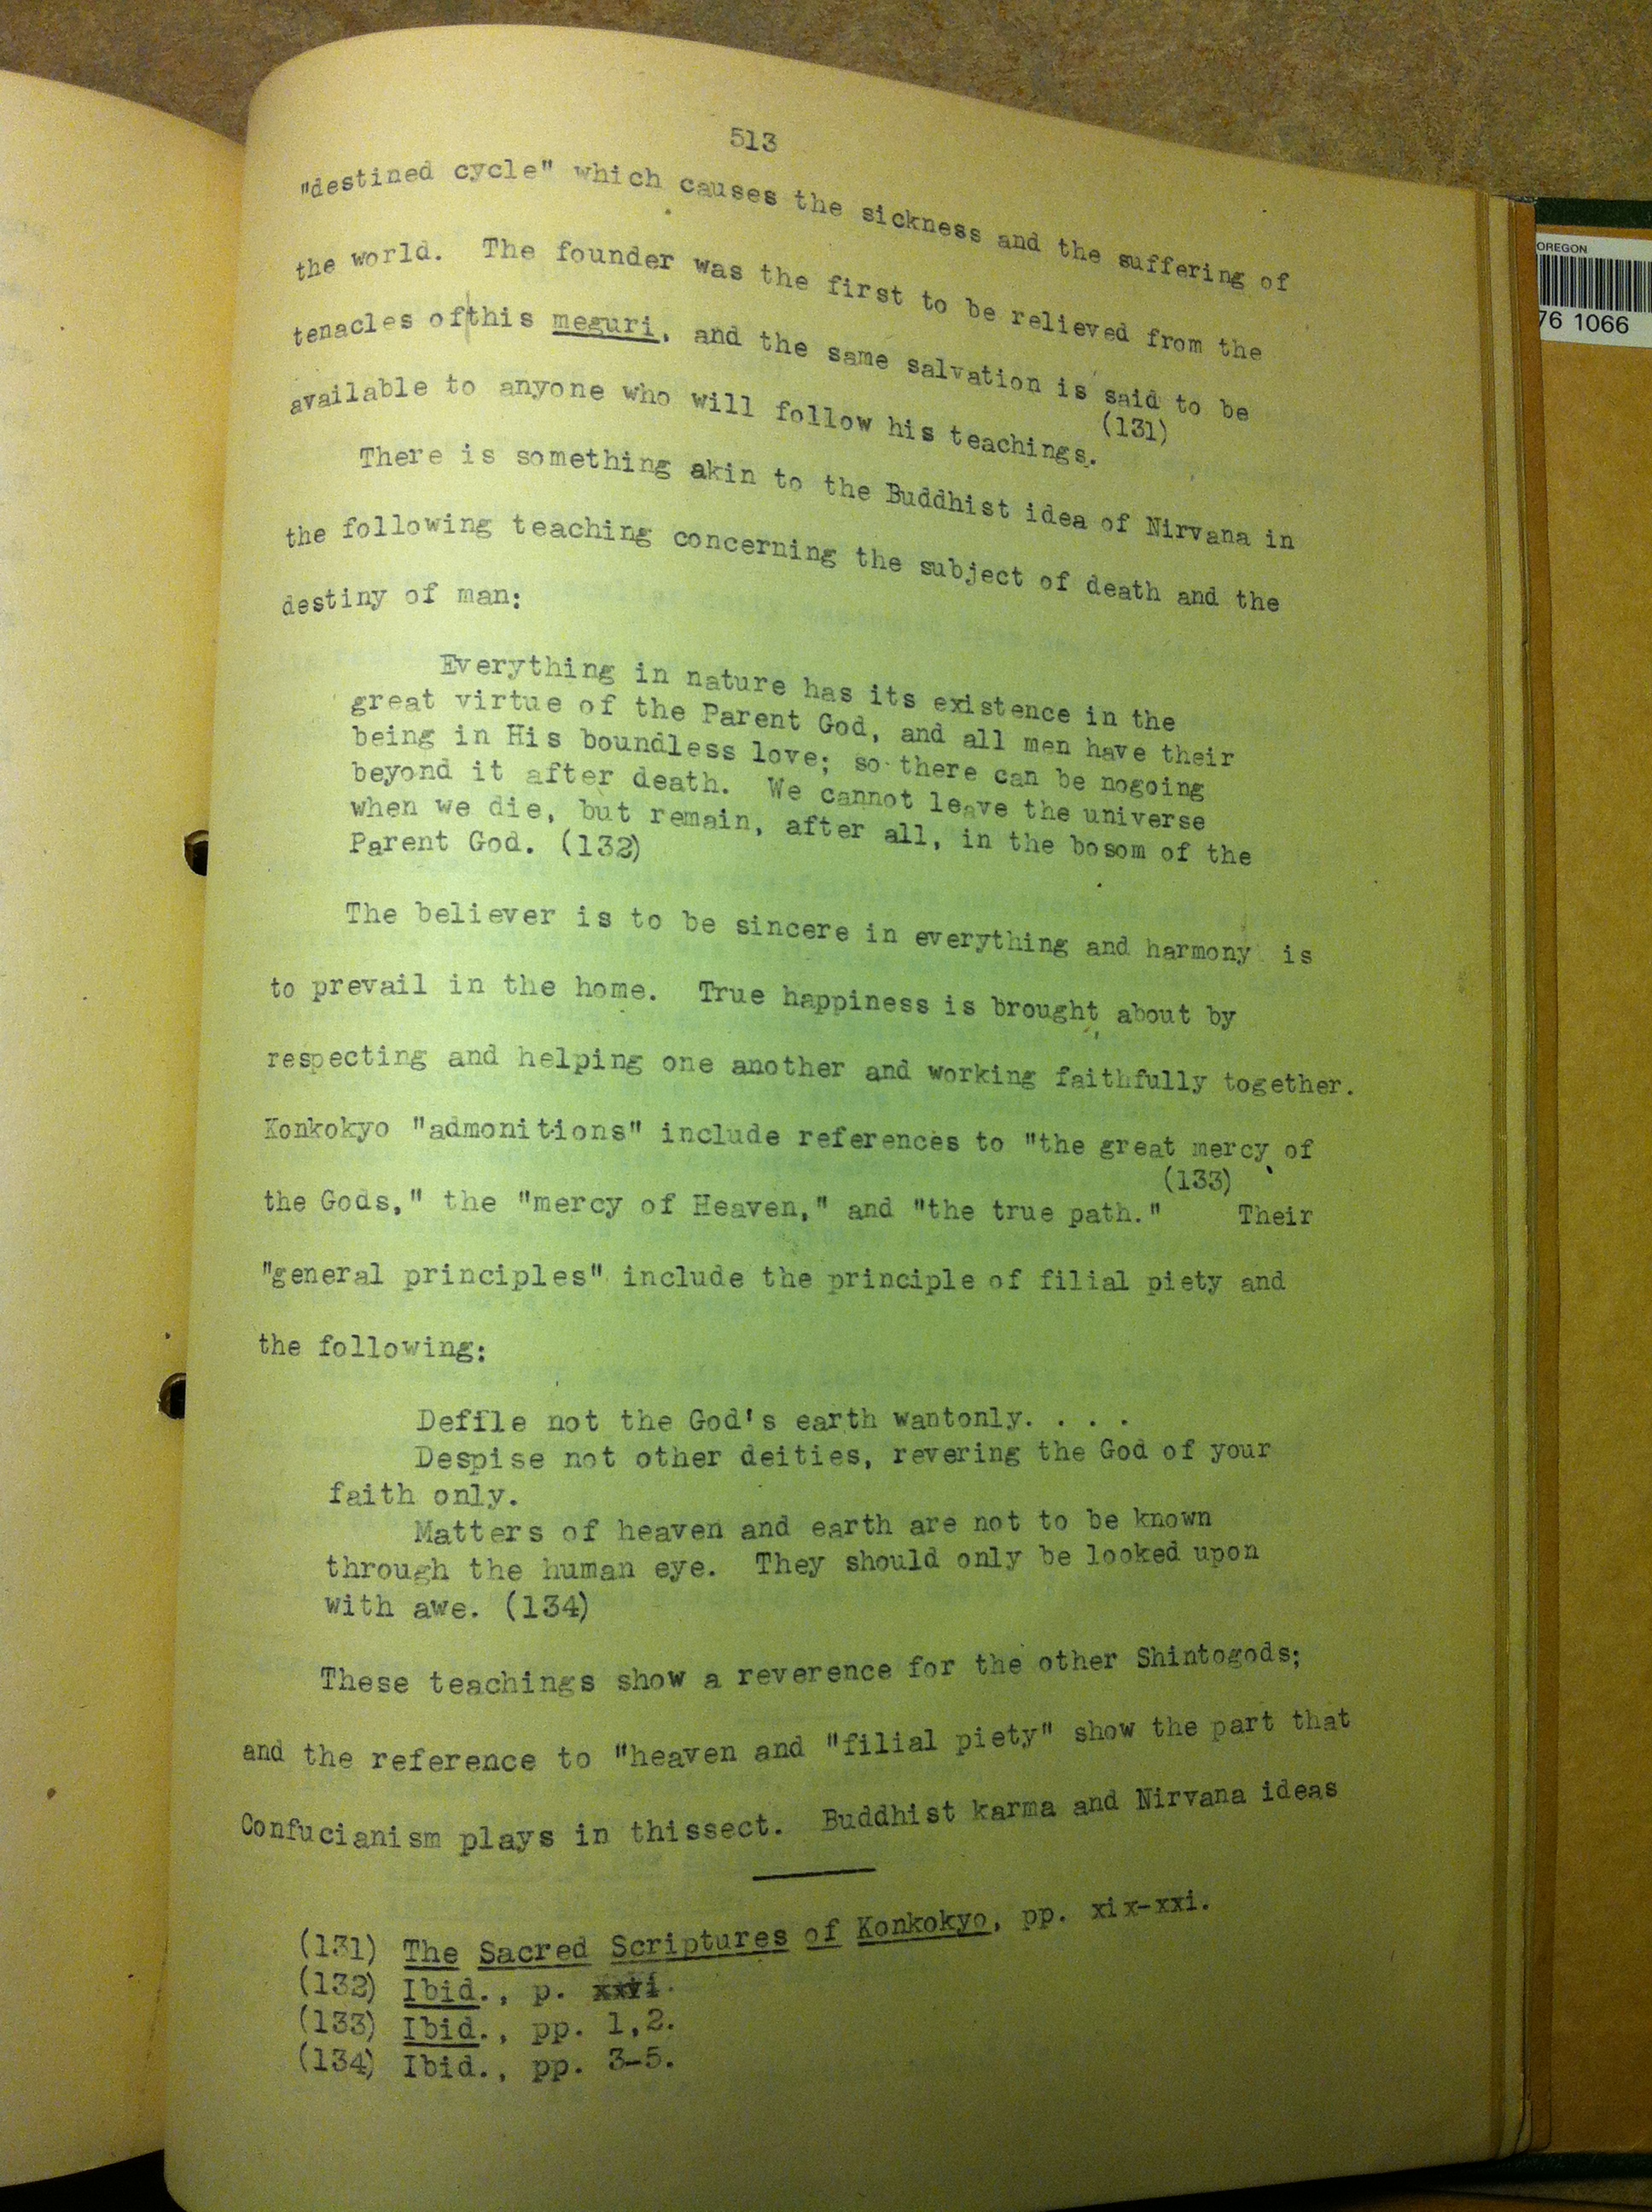 513
"destined cycle" which causes the sickness and the suffering of
the world. The founder was the first to be relieved from the
tenacles of this meguri, and the same salvation is said to be
(131)
available to anyone who will follow his teachings.
There is something akin to the Buddhist idea of Nirvana in
the following teaching concerning the subject of death and the
destiny of man:
Everything in nature has its existence in the
great virtue of the Parent God, and all men have their
being in His boundless love; so there can be nogoing
beyond it after death. We cannot leave the universe
when we die, but remain, after all, in the bosom of the
Parent God. (132)
The believer is to be sincere in everything and harmony is
to prevail in the home. True happiness is brought about by
respecting and helping one another and working faithfully together.
Konkokyo "admonitions" include references to "the great mercy of
(133)
the Gods," the "mercy of Heaven," and "the true path." Their
"general principles" include the principle of filial piety and
the following:
Defile not the God's earth wantonly. . . .
Despise not other deities, revering the God of your
faith only.
Matters of heaven and earth are not to be known
through the human eye. They should only be looked upon
with awe. (134)
These teachings show a reverence for the other Shintogods;
and the reference to "heaven and "filial piety" show the part that
Confucianism plays in thissect. Buddhist karma and Nirvana ideas
(131) The Sacred Scriptures of Konkokyo, pp. xix-xxi.
(132) Ibid., p.
(133) Ibid., pp. 1,2.
(134) Ibid., pp. 3-5.
OREGON
76 1066